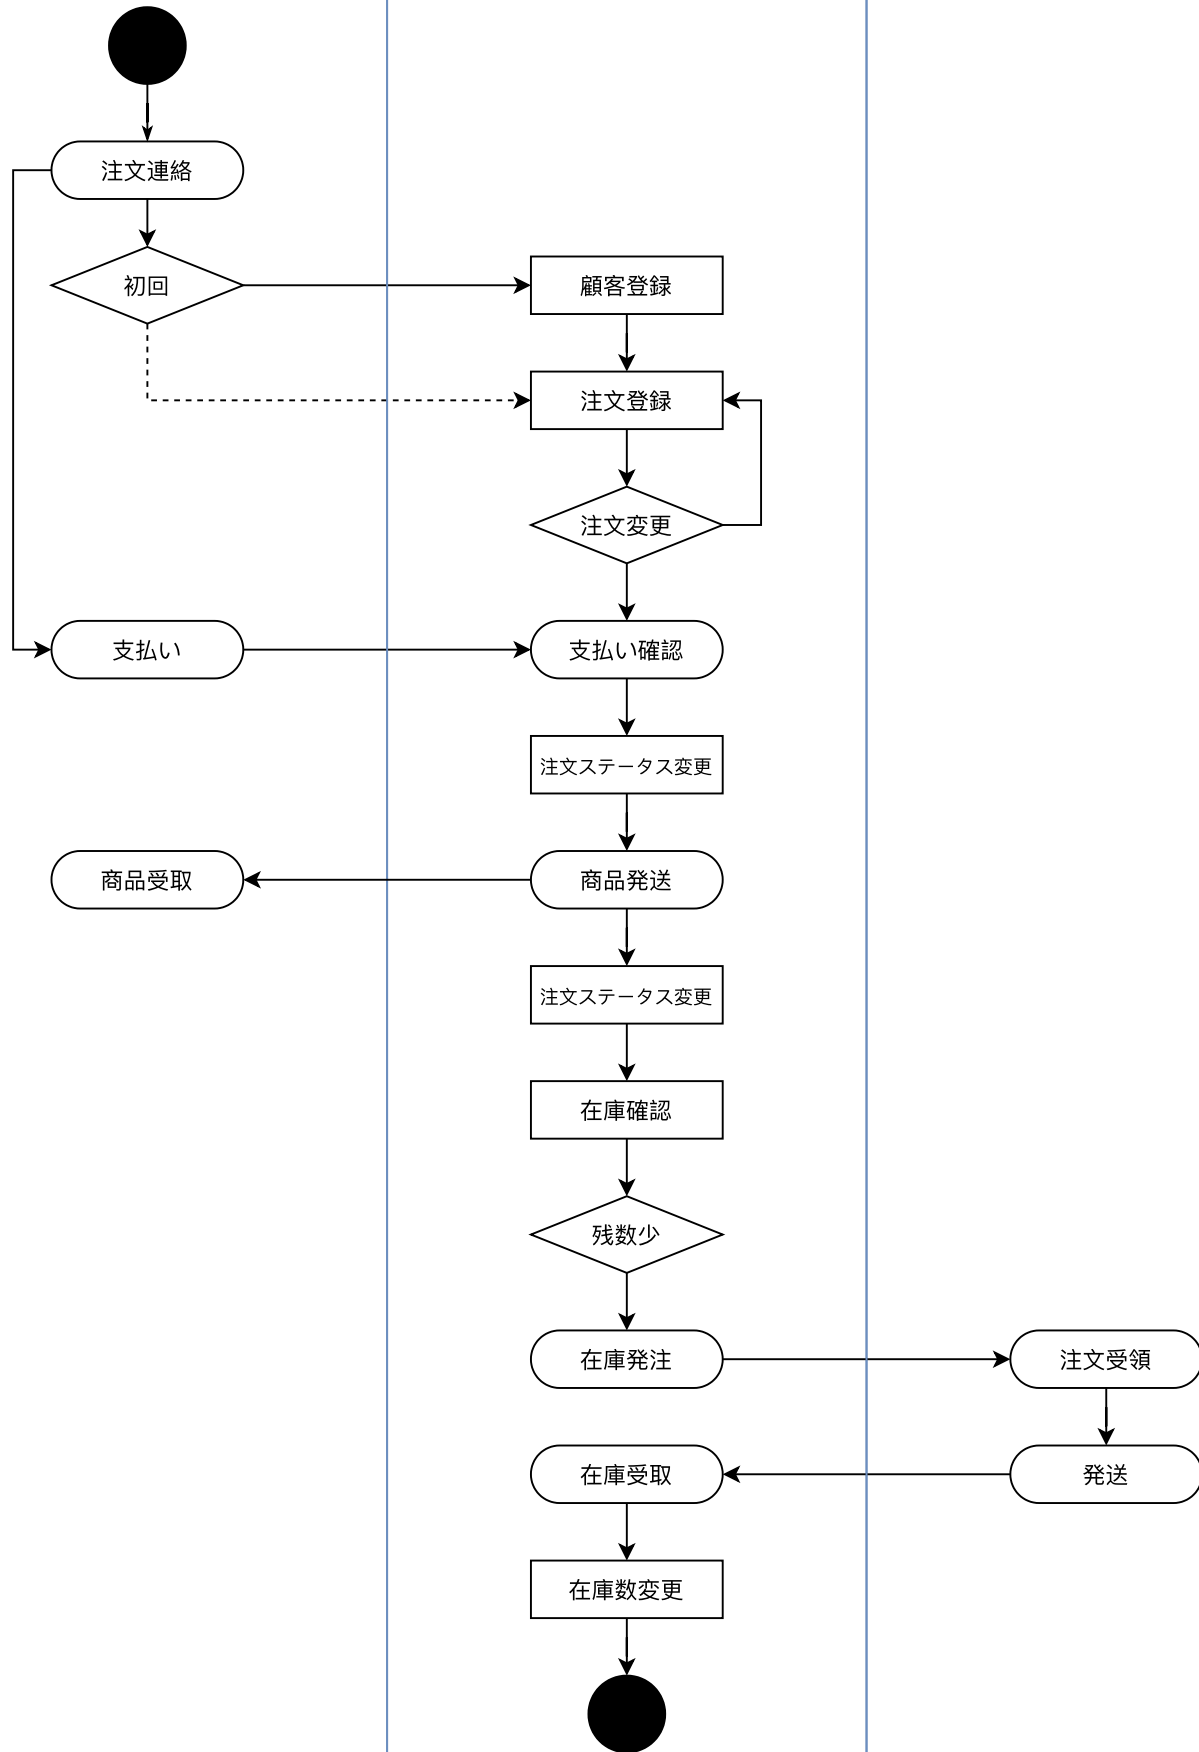 注文連絡
初回
顧客登録
注文登録
注文変更
支払い
支払い確認
注文ステータス変更
商品受取
商品発送
注文ステータス変更
在庫確認
残数少
在庫発注
注文受領
在庫受取
発送
在庫数変更